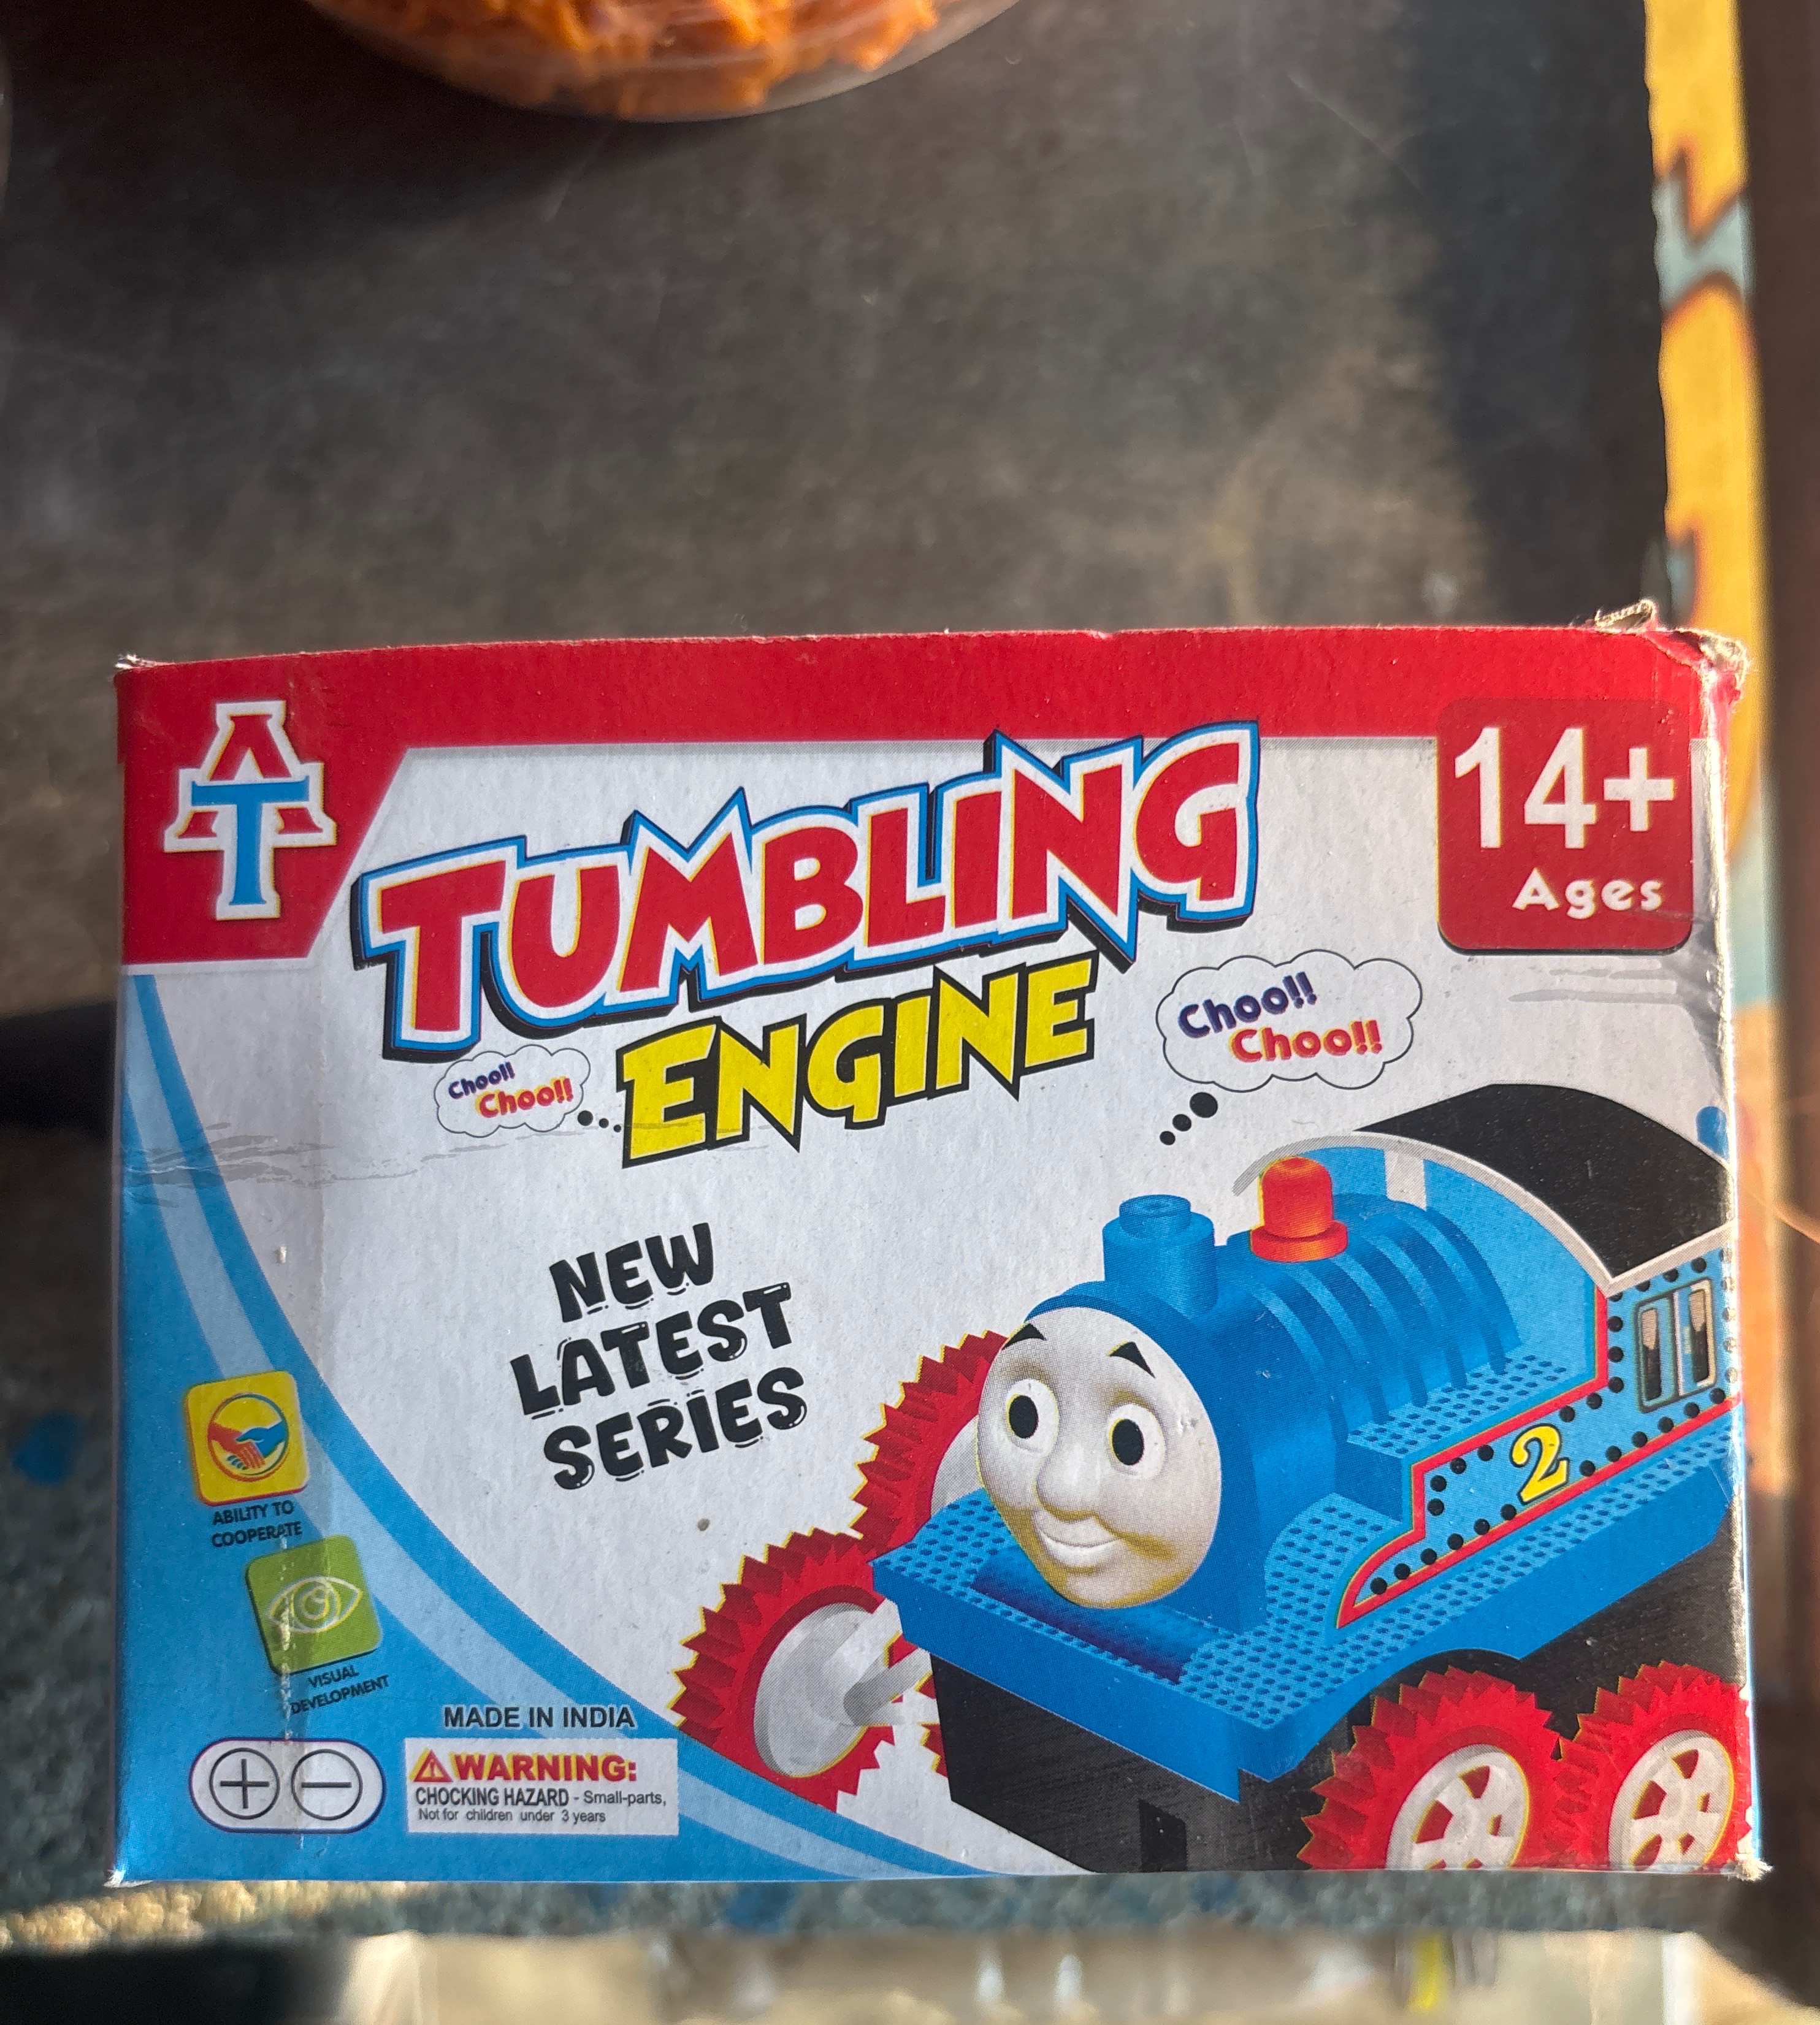 AT
TUMBLING
ENGINE
14+
Ages
Choo!!
Choo!!
Choo!!
Choo!!
NEW
LATEST
SERIES
2
ABILITY TO
COOPERATE
VISUAL
DEVELOPMENT
MADE IN INDIA
WARNING:
CHOCKING HAZARD - Small-parts,
Not for children under 3 years